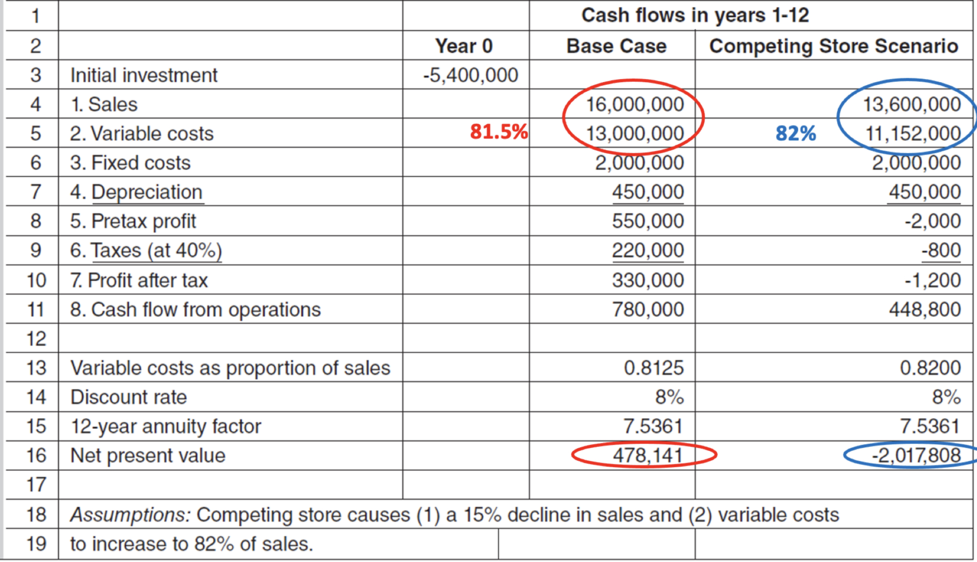 1 Cash flows in years 1-12
2 Year 0 Base Case Competing Store Scenario
3 Initial investment -5,400,000
4 1. Sales 16,000,000 13,600,000
5 2. Variable costs 81.5% 13,000,000 82% 11,152,000
6 3. Fixed costs 2,000,000 2,000,000
7 4. Depreciation 450,000 450,000
8 5. Pretax profit 550,000 -2,000
9 6. Taxes (at 40%) 220,000 -800
10 7. Profit after tax 330,000 -1,200
11 8. Cash flow from operations 780,000 448,800
12
13 Variable costs as proportion of sales 0.8125 0.8200
14 Discount rate 8% 8%
15 12-year annuity factor 7.5361 7.5361
16 Net present value 478,141 -2,017,808
17
18 Assumptions: Competing store causes (1) a 15% decline in sales and (2) variable costs
19 to increase to 82% of sales.